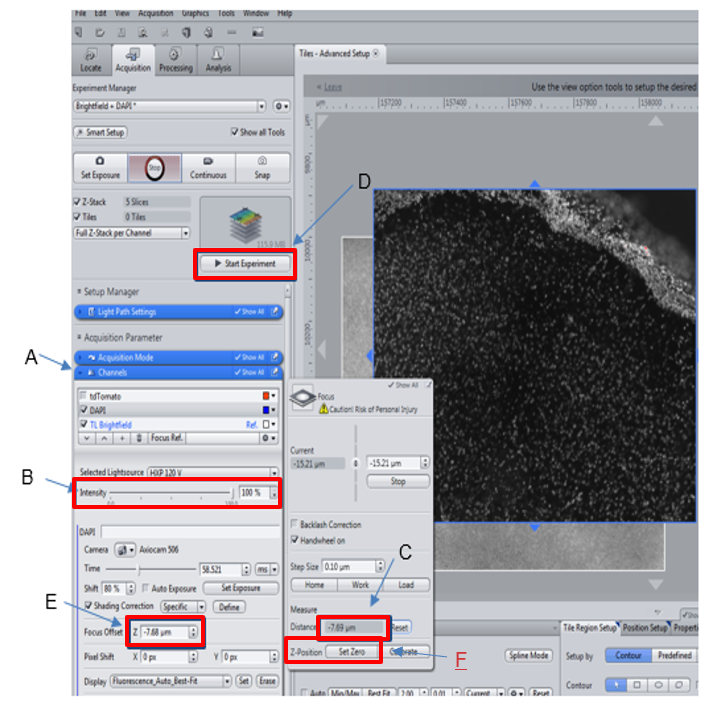 File Edit View Acquisition Graphics Tools Window Help
Locate Acquisition Processing Analysis
Experiment Manager
Brightfield + DAPI *
Smart Setup Show all Tools
Set Exposure Stop Continuous Snap
Z-Stack 5 Slices
Tiles 0 Tiles
Full Z-Stack per Channel
115.9 MB
Start Experiment
Setup Manager
Light Path Settings Show All
Acquisition Parameter
Acquisition Mode Show All
Channels Show All
tdTomato
DAPI
TL Brightfield Ref.
Focus Ref.
Selected Lightsource HXP 120 V
Intensity 100 %
DAPI
Camera Axiocam 506
Time 58.521 ms
Shift 80 % Auto Exposure Set Exposure
Shading Correction Specific Define
Focus Offset Z -7.68 µm
Pixel Shift X 0 px Y 0 px
Display Fluorescence_Auto_Best-Fit Set Erase
A
B
E
D
C
F
Tiles - Advanced Setup
Leave Use the view option tools to setup the desired
µm 157200 157400 157600 157800 158000
µm
9800
10000
10200
Show All
Focus
Caution! Risk of Personal Injury
Current
-15.21 µm 0 -15.21 µm
Stop
Backlash Correction
Handwheel on
Step Size 0.10 µm
Home Work Load
Measure
Distance -7.69 µm Reset
Z-Position Set Zero Calibrate
Spline Mode
Auto Min/Max Best Fit 2.00 0.01 Current Reset
Tile Region Setup Position Setup
Setup by Contour Predefined
Contour